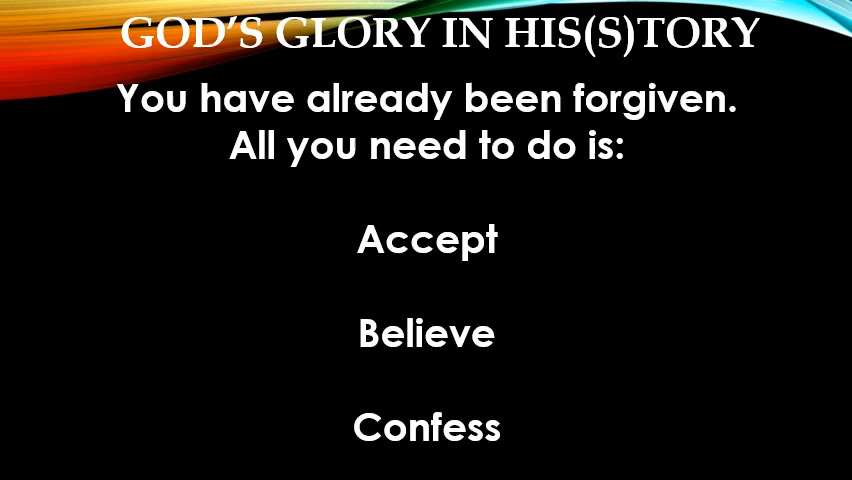 GOD’S GLORY IN HIS(S)TORY
You have already been forgiven.
All you need to do is:
Accept
Believe
Confess